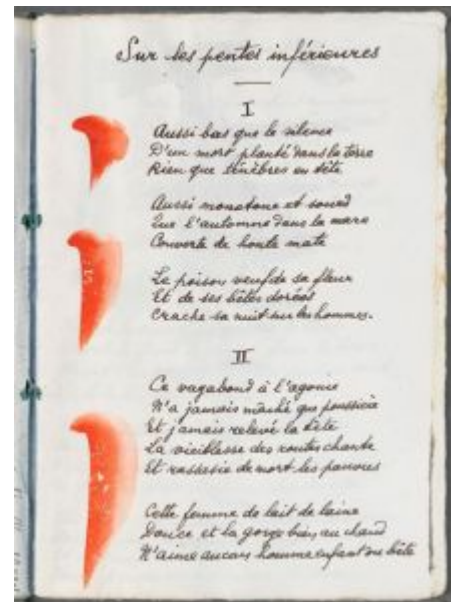 Sur les pentes inférieures
I
Aussi bas que le silence
D'un mort planté dans la terre
Rien que ténèbres en tête
Aussi monotone et sourd
Que l'automne dans la mare
Couverte de honte mate
Le poison veuf de sa fleur
Et de ses bêtes dorées
Crache sa nuit sur les hommes.
II
Ce vagabond à l'agonie
N'a jamais mâché que poussière
Et jamais relevé la tête
La vieillesse des routes chante
Et rassasie de mort les pauvres
Cette femme de lait de laine
Douce et la gorge bien au chaud
N'aime aucun homme enfant ou bête